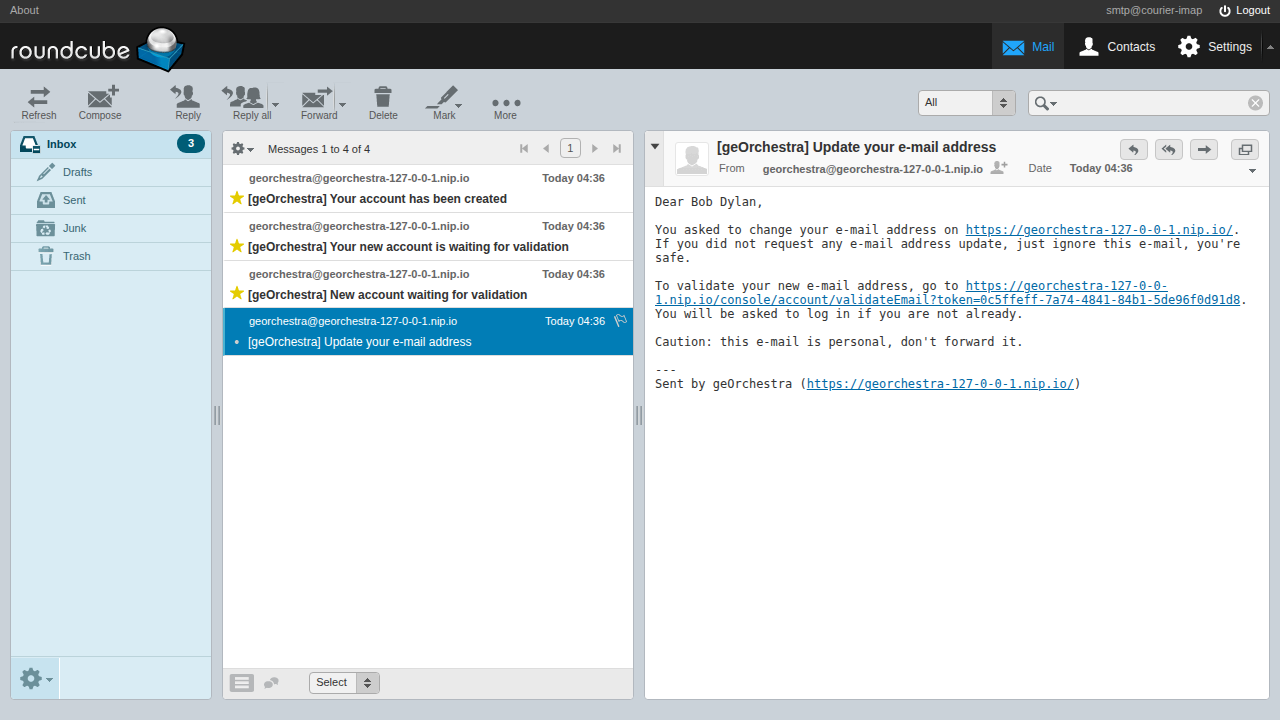 About
smtp@courier-imap
Logout
roundcube
Mail
Contacts
Settings
Refresh
Compose
Reply
Reply all
Forward
Delete
Mark
More
All
Inbox
3
Drafts
Sent
Junk
Trash
Messages 1 to 4 of 4
1
georchestra@georchestra-127-0-0-1.nip.io Today 04:36
[geOrchestra] Your account has been created
georchestra@georchestra-127-0-0-1.nip.io Today 04:36
[geOrchestra] Your new account is waiting for validation
georchestra@georchestra-127-0-0-1.nip.io Today 04:36
[geOrchestra] New account waiting for validation
georchestra@georchestra-127-0-0-1.nip.io Today 04:36
[geOrchestra] Update your e-mail address
Select
[geOrchestra] Update your e-mail address
From georchestra@georchestra-127-0-0-1.nip.io Date Today 04:36
Dear Bob Dylan,
You asked to change your e-mail address on https://georchestra-127-0-0-1.nip.io/.
If you did not request any e-mail address update, just ignore this e-mail, you're
safe.
To validate your new e-mail address, go to https://georchestra-127-0-0-
1.nip.io/console/account/validateEmail?token=0c5ffeff-7a74-4841-84b1-5de96f0d91d8.
You will be asked to log in if you are not already.
Caution: this e-mail is personal, don't forward it.
---
Sent by geOrchestra (https://georchestra-127-0-0-1.nip.io/)